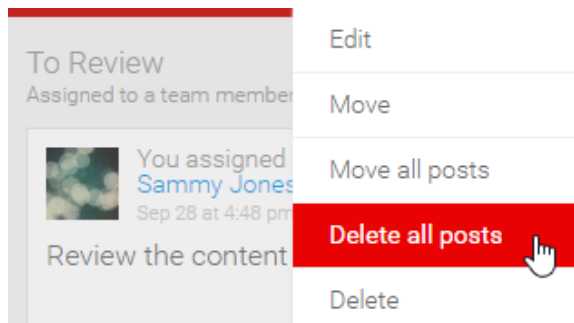 To Review
Assigned to a team member
You assigned
Sammy Jones
Sep 28 at 4:48 pm
Review the content
Edit
Move
Move all posts
Delete all posts
Delete